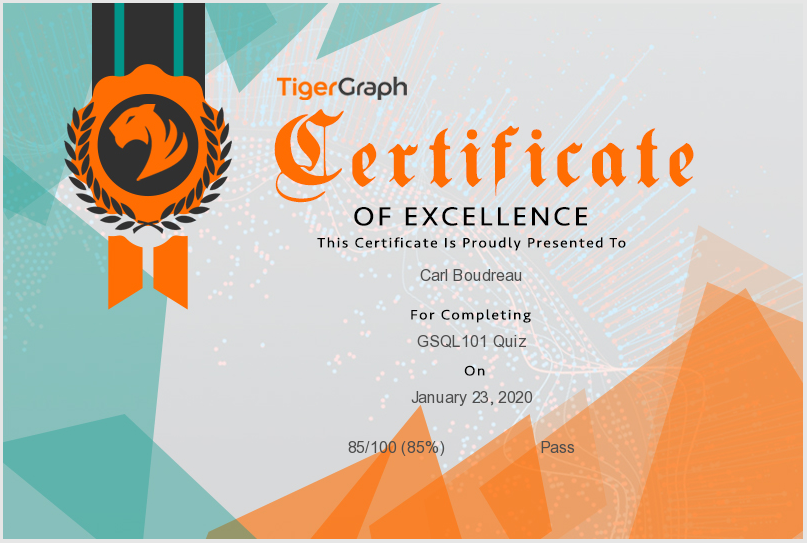 TigerGraph
Certificate
OF EXCELLENCE
This Certificate Is Proudly Presented To
Carl Boudreau
For Completing
GSQL101 Quiz
On
January 23, 2020
85/100 (85%) Pass